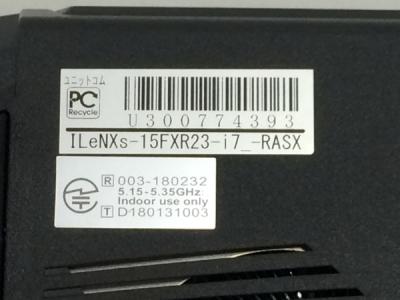 ユニットコム
PC
Recycle
U300774393
ILeNXs-15FXR23-i7_-RASX
R 003-180232
5.15-5.35GHz:
Indoor use only
T D180131003